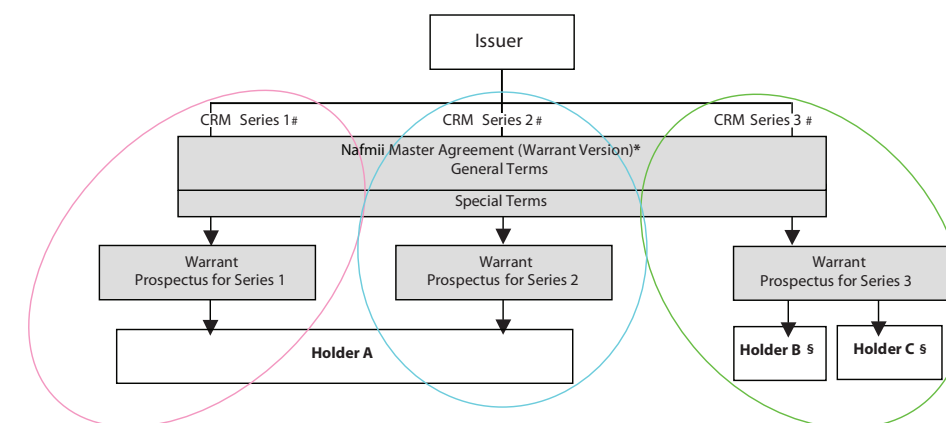 Issuer
CRM Series 1#
CRM Series 2#
CRM Series 3#
Nafmii Master Agreement (Warrant Version)*
General Terms
Special Terms
Warrant
Prospectus for Series 1
Warrant
Prospectus for Series 2
Warrant
Prospectus for Series 3
Holder A
Holder B §
Holder C §